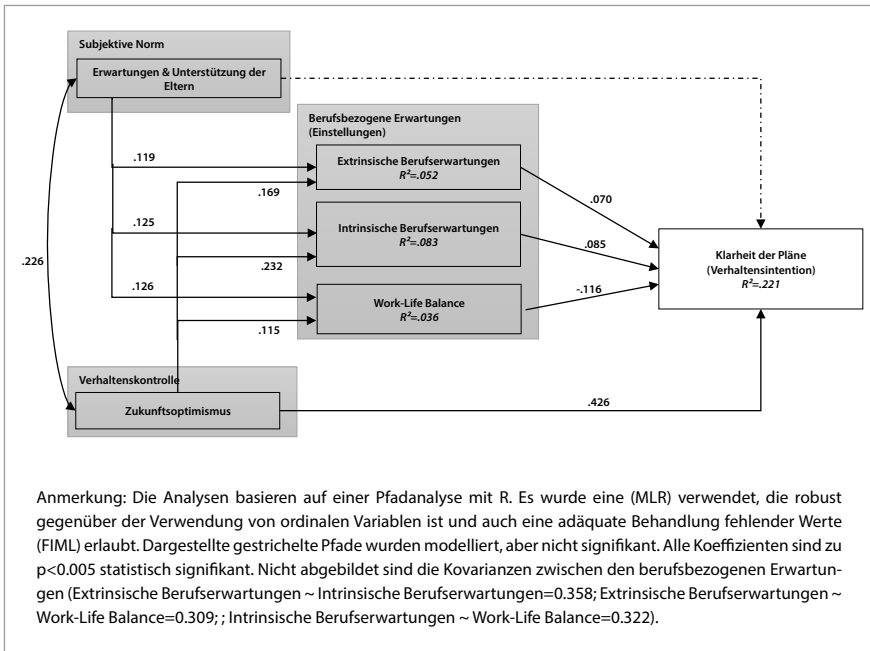 Subjektive Norm
Erwartungen & Unterstützung der
Eltern
Berufsbezogene Erwartungen
(Einstellungen)
.119
Extrinsische Berufserwartungen
R²=.052
.169
.070
.125
Intrinsische Berufserwartungen
R²=.083
.085
.226
.232
Klarheit der Pläne
(Verhaltensintention)
R²=.221
.126
-.116
Work-Life Balance
R²=.036
.115
Verhaltenskontrolle
Zukunftsoptimismus
.426
Anmerkung: Die Analysen basieren auf einer Pfadanalyse mit R. Es wurde eine (MLR) verwendet, die robust
gegenüber der Verwendung von ordinalen Variablen ist und auch eine adäquate Behandlung fehlender Werte
(FIML) erlaubt. Dargestellte gestrichelte Pfade wurden modelliert, aber nicht signifikant. Alle Koeffizienten sind zu
p<0.005 statistisch signifikant. Nicht abgebildet sind die Kovarianzen zwischen den berufsbezogenen Erwartun-
gen (Extrinsische Berufserwartungen ~ Intrinsische Berufserwartungen=0.358; Extrinsische Berufserwartungen ~
Work-Life Balance=0.309; ; Intrinsische Berufserwartungen ~ Work-Life Balance=0.322).